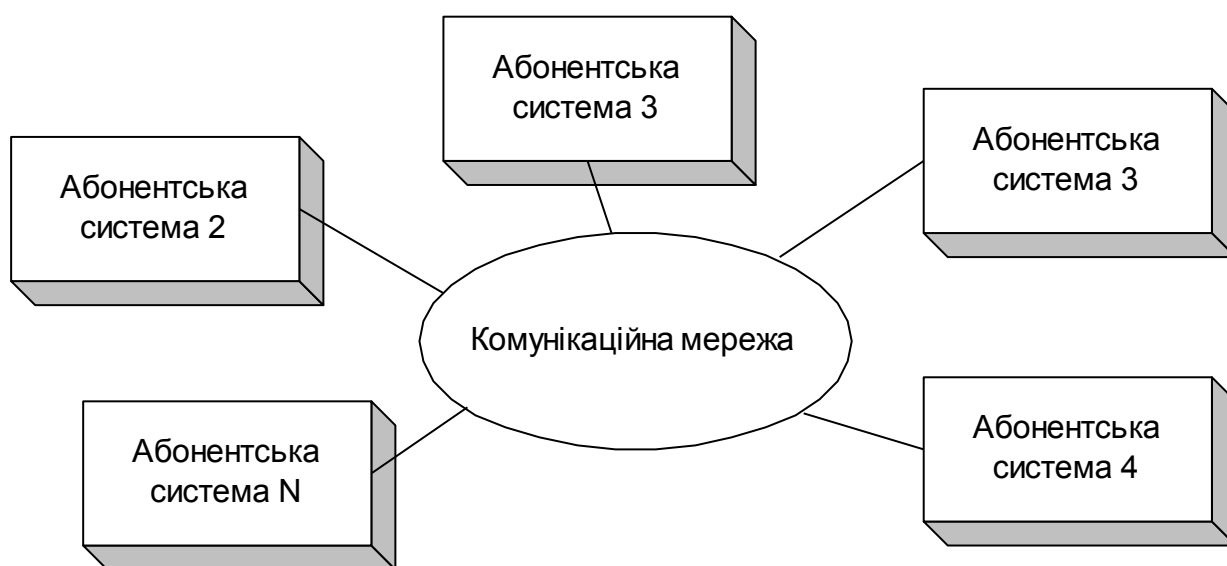 Абонентська
система 3
Абонентська
система 3
Абонентська
система 2
Комунікаційна мережа
Абонентська
система N
Абонентська
система 4